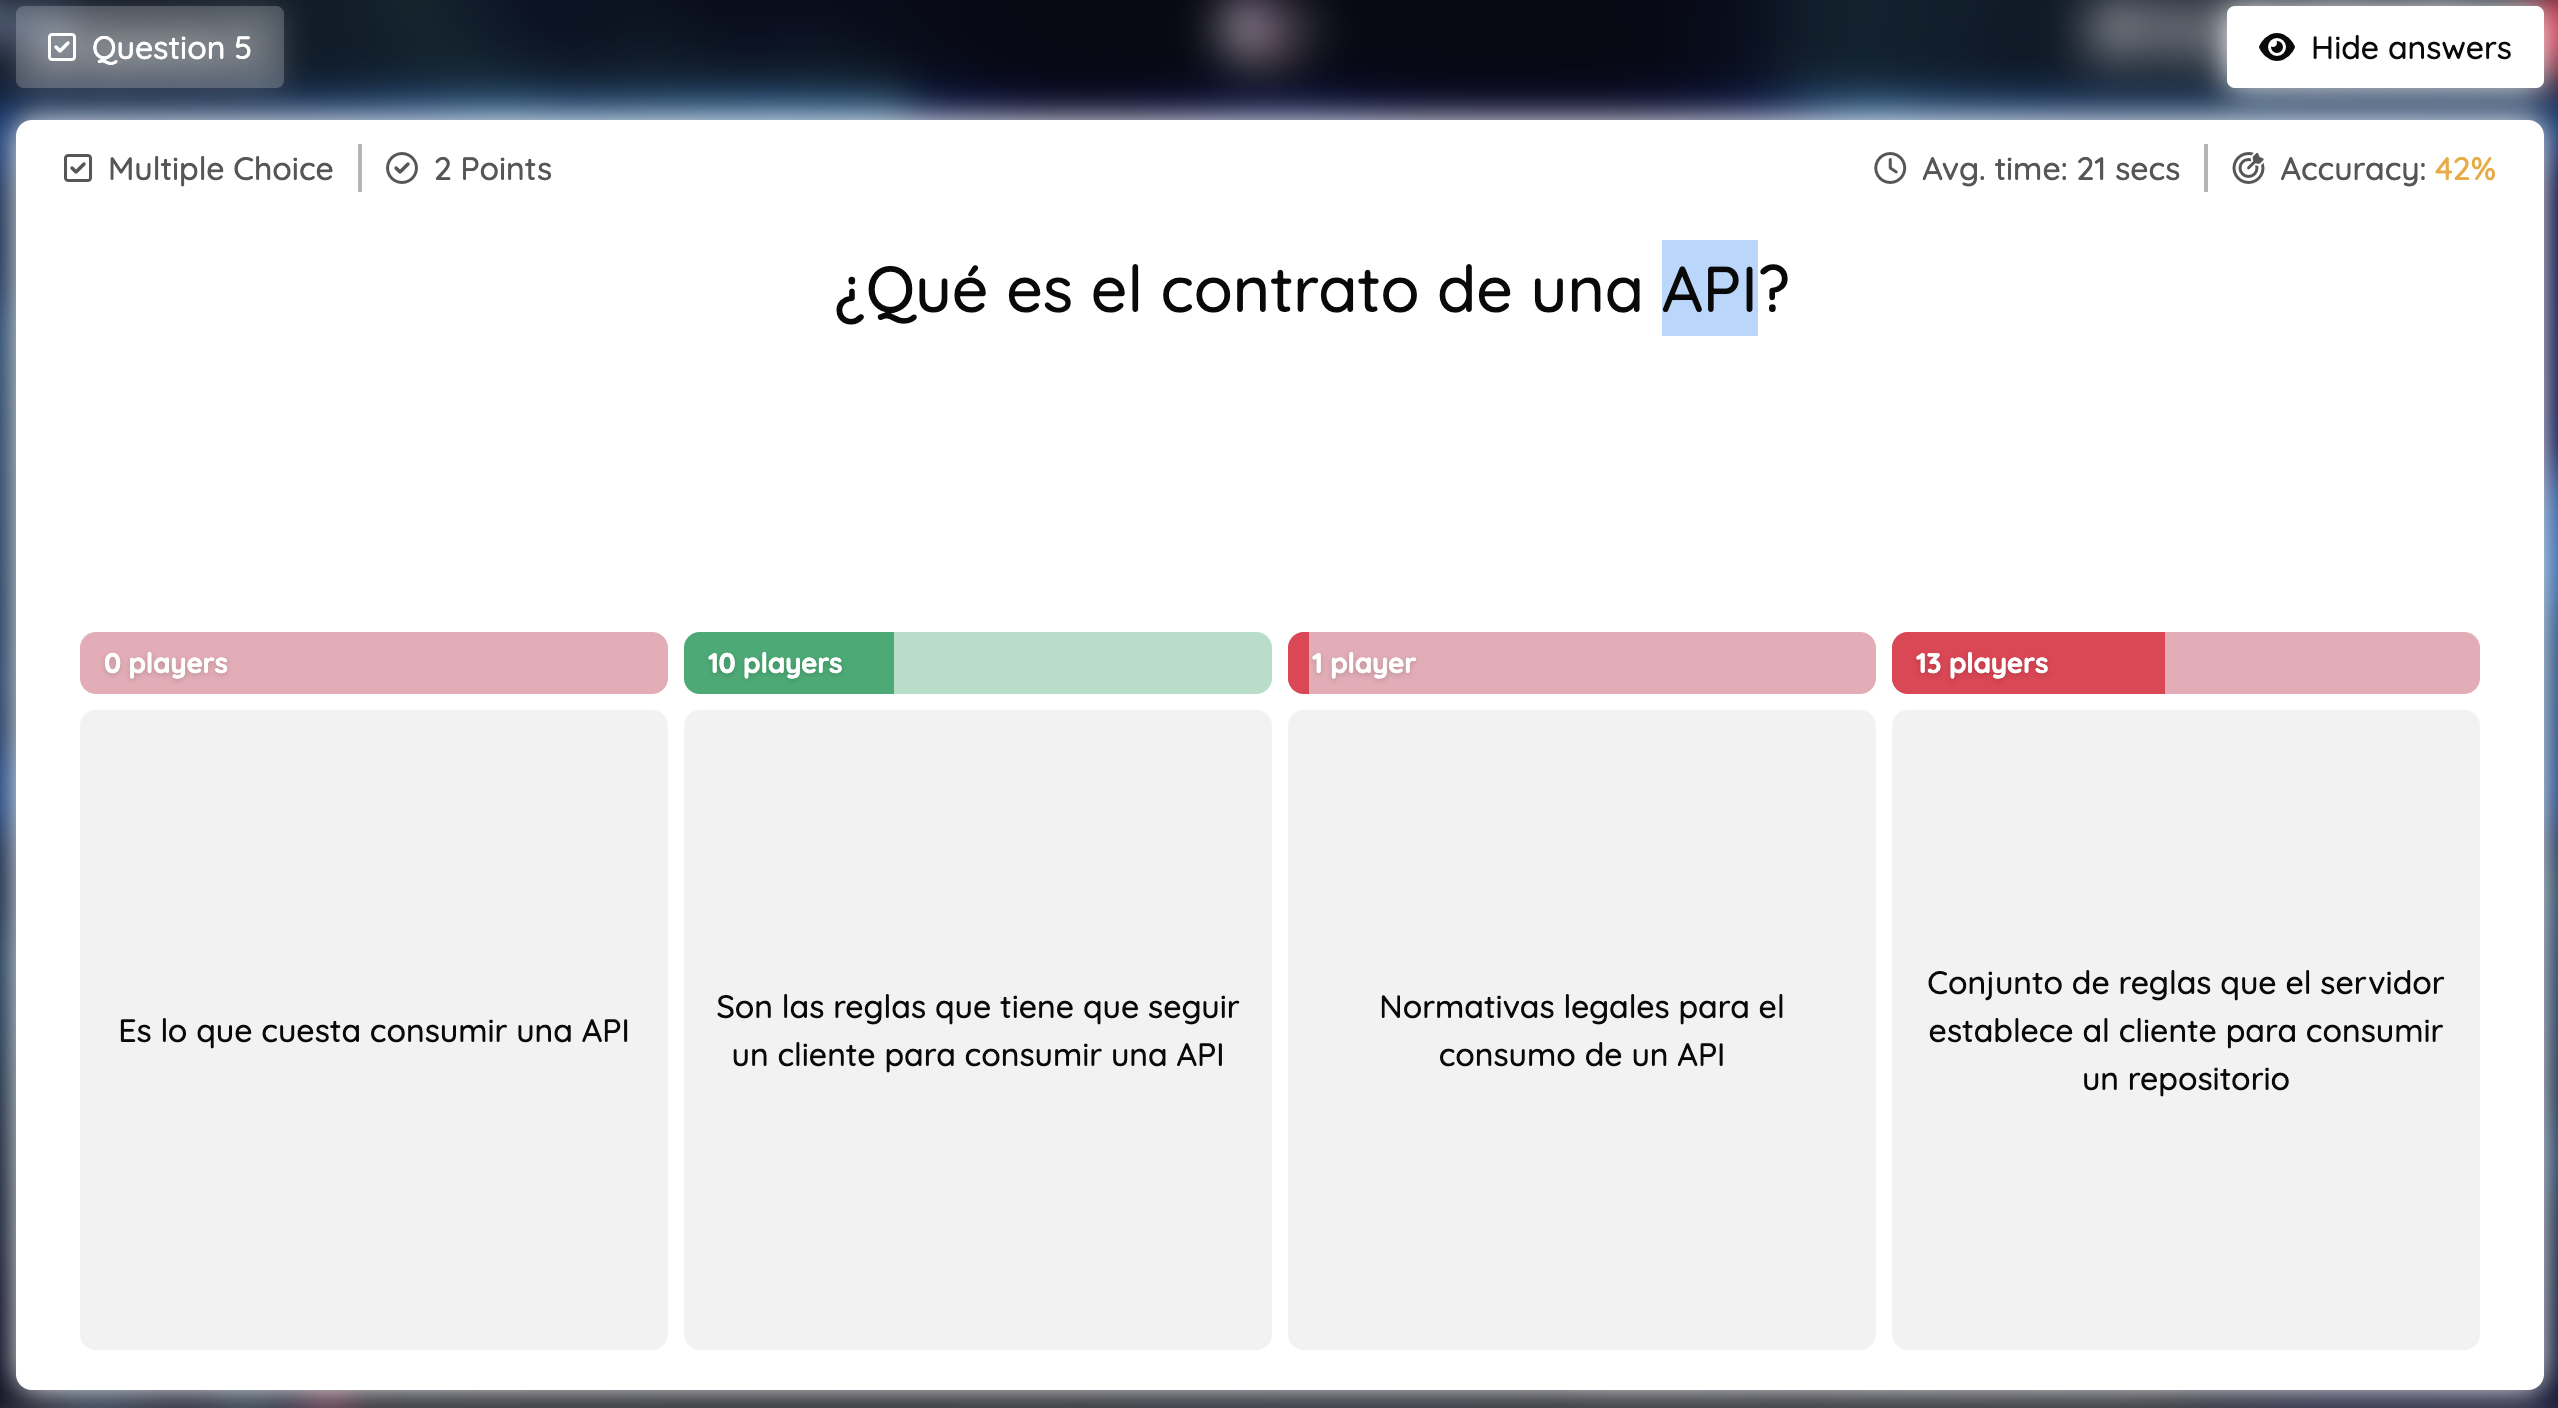 Question 5
Hide answers
Multiple Choice
2 Points
Avg. time: 21 secs
Accuracy: 42%
¿Qué es el contrato de una API?
0 players
10 players
1 player
13 players
Es lo que cuesta consumir una API
Son las reglas que tiene que seguir
un cliente para consumir una API
Normativas legales para el
consumo de un API
Conjunto de reglas que el servidor
establece al cliente para consumir
un repositorio